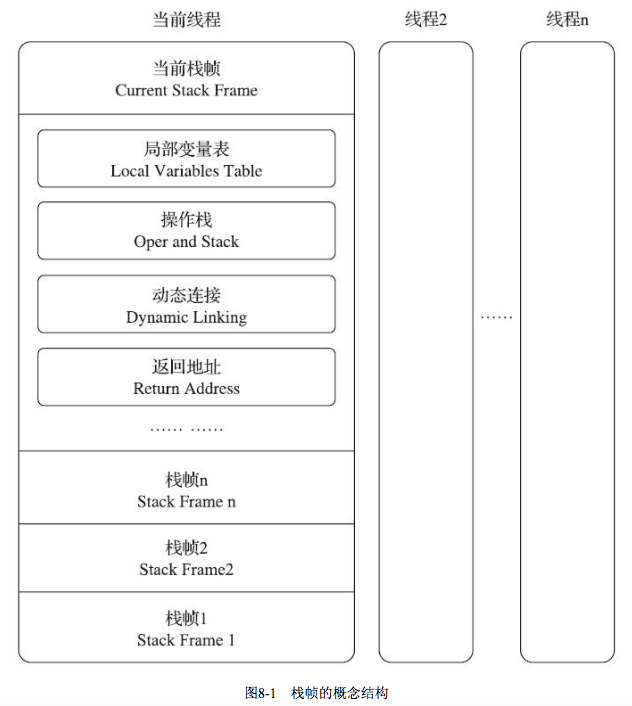 当前线程
线程2
线程n
当前栈帧
Current Stack Frame
局部变量表
Local Variables Table
操作栈
Oper and Stack
动态连接
Dynamic Linking
返回地址
Return Address
…… ……
……
栈帧n
Stack Frame n
栈帧2
Stack Frame2
栈帧1
Stack Frame 1
图8-1 栈帧的概念结构